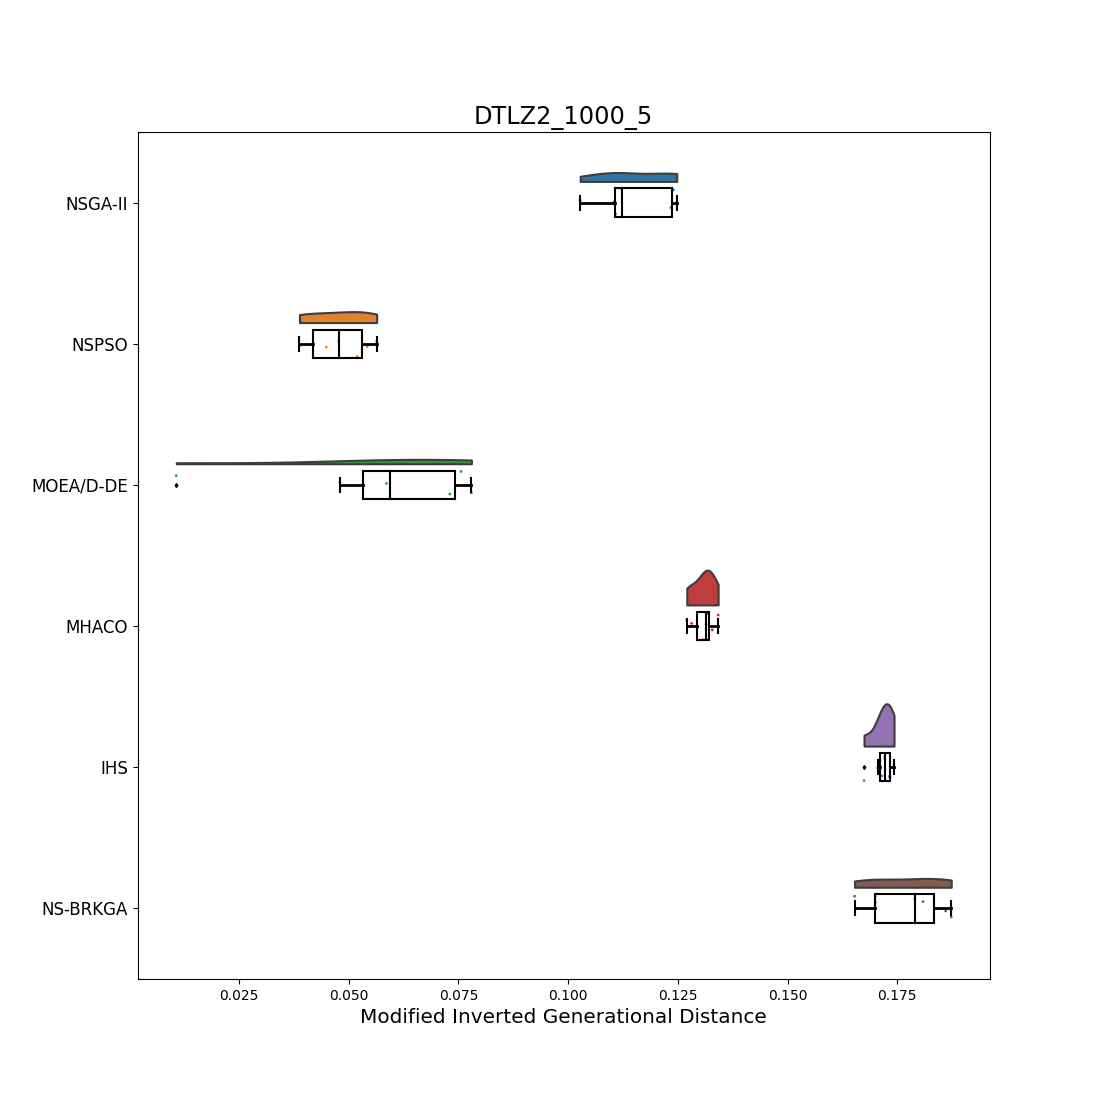 DTLZ2_1000_5
NSGA-II
NSPSO
MOEA/D-DE
MHACO
IHS
NS-BRKGA
0.025 0.050 0.075 0.100 0.125 0.150 0.175
Modified Inverted Generational Distance